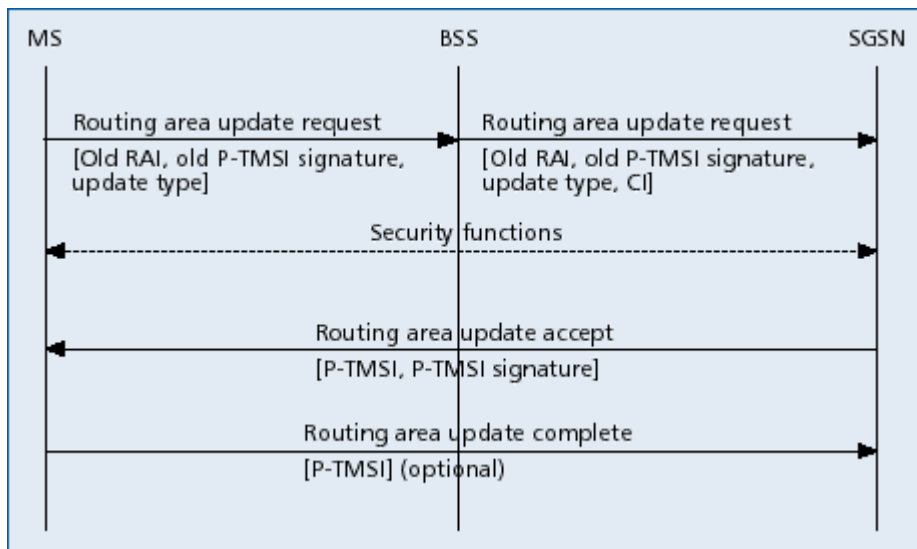 MS
BSS
SGSN
Routing area update request
Routing area update request
[Old RAI, old P-TMSI signature,
update type]
[Old RAI, old P-TMSI signature,
update type, CI]
Security functions
Routing area update accept
[P-TMSI, P-TMSI signature]
Routing area update complete
[P-TMSI] (optional)